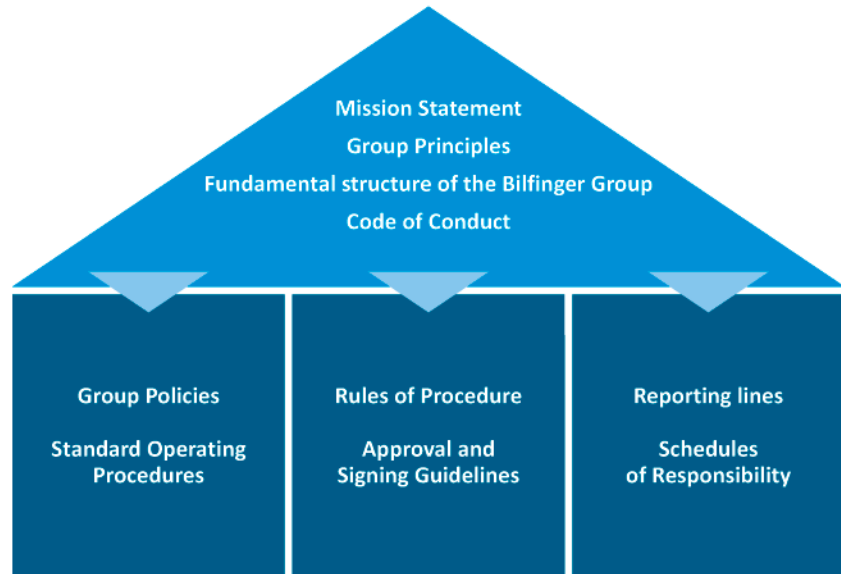 Mission Statement
Group Principles
Fundamental structure of the Bilfinger Group
Code of Conduct
Group Policies
Standard Operating
Procedures
Rules of Procedure
Approval and
Signing Guidelines
Reporting lines
Schedules
of Responsibility